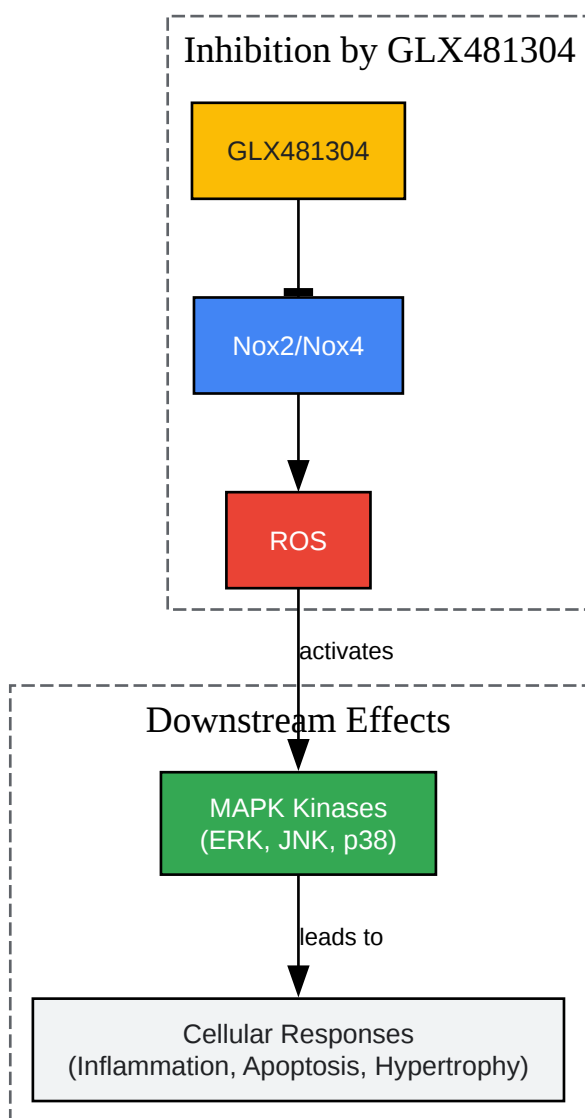 Inhibition by GLX481304
GLX481304
Nox2/Nox4
ROS
activates
Downstream Effects
MAPK Kinases
(ERK, JNK, p38)
leads to
Cellular Responses
(Inflammation, Apoptosis, Hypertrophy)